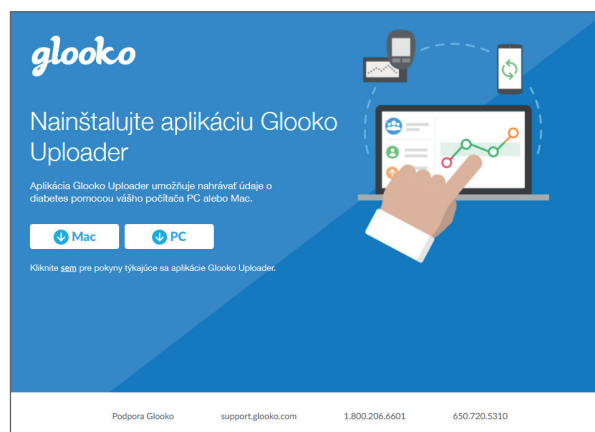 glooko
Nainštalujte aplikáciu Glooko
Uploader
Aplikácia Glooko Uploader umožňuje nahrávať údaje o
diabetes pomocou vášho počítača PC alebo Mac.
Mac PC
Kliknite sem pre pokyny týkajúce sa aplikácie Glooko Uploader.
Podpora Glooko support.glooko.com 1.800.206.6601 650.720.5310